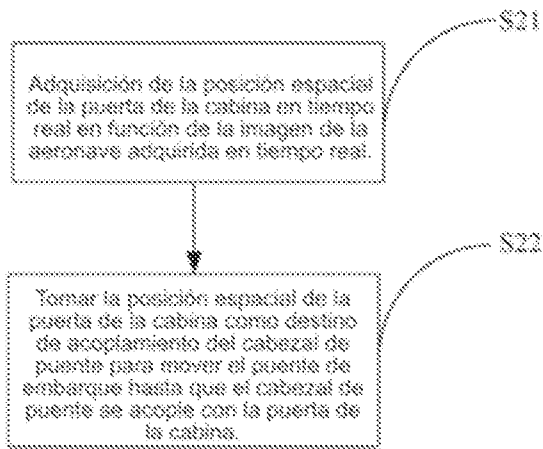 S21
Adquisición de la posición espacial
de la puerta de la cabina en tiempo
real en función de la imagen de la
aeronave adquirida en tiempo real.
S22
Tomar la posición espacial de la
puerta de la cabina como destino
de acoplamiento del cabezal de
puente para mover el puente de
embarque hasta que el cabezal de
puente se acople con la puerta de
la cabina.